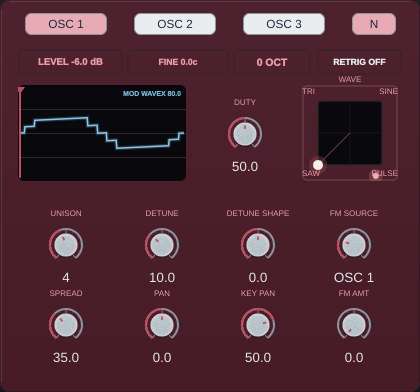 OSC 1 OSC 2 OSC 3 N
LEVEL -6.0 dB FINE 0.0c 0 OCT RETRIG OFF
WAVE
MOD WAVEX 80.0 TRI SINE
DUTY
50.0
SAW PULSE
UNISON DETUNE DETUNE SHAPE FM SOURCE
4 10.0 0.0 OSC 1
SPREAD PAN KEY PAN FM AMT
35.0 0.0 50.0 0.0